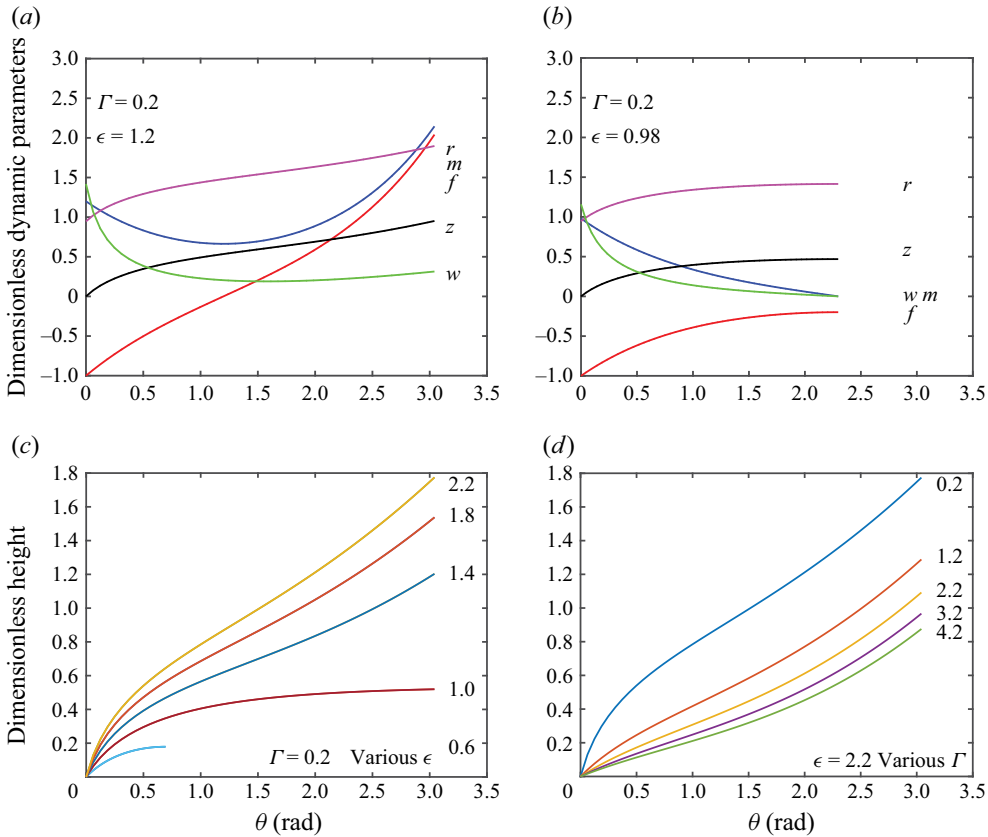 (a)
Dimensionless dynamic parameters
3.0
2.5
2.0
1.5
1.0
0.5
0
–0.5
–1.0
Γ = 0.2
ϵ = 1.2
r
m
f
z
w
0 0.5 1.0 1.5 2.0 2.5 3.0 3.5
(b)
3.0
2.5
2.0
1.5
1.0
0.5
0
–0.5
–1.0
Γ = 0.2
ϵ = 0.98
r
z
w m
f
0 0.5 1.0 1.5 2.0 2.5 3.0 3.5
(c)
Dimensionless height
1.8
1.6
1.4
1.2
1.0
0.8
0.6
0.4
0.2
2.2
1.8
1.4
1.0
0.6
Γ = 0.2 Various ϵ
0 0.5 1.0 1.5 2.0 2.5 3.0 3.5
θ (rad)
(d)
1.8
1.6
1.4
1.2
1.0
0.8
0.6
0.4
0.2
0.2
1.2
2.2
3.2
4.2
ϵ = 2.2 Various Γ
0 0.5 1.0 1.5 2.0 2.5 3.0 3.5
θ (rad)